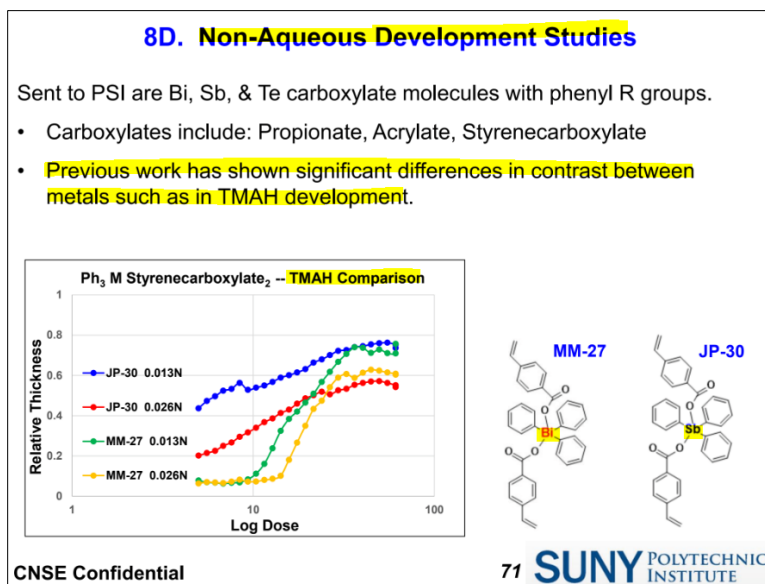 8D. Non-Aqueous Development Studies
Sent to PSI are Bi, Sb, & Te carboxylate molecules with phenyl R groups.
• Carboxylates include: Propionate, Acrylate, Styrenecarboxylate
• Previous work has shown significant differences in contrast between
metals such as in TMAH development.
Ph₃ M Styrenecarboxylate₂ -- TMAH Comparison
Relative Thickness
1
0.8
0.6
0.4
0.2
0
JP-30 0.013N
JP-30 0.026N
MM-27 0.013N
MM-27 0.026N
1
10
100
Log Dose
MM-27
O
O
Bi
O
O
JP-30
O
O
Sb
O
O
CNSE Confidential
71
SUNY POLYTECHNIC
INSTITUTE